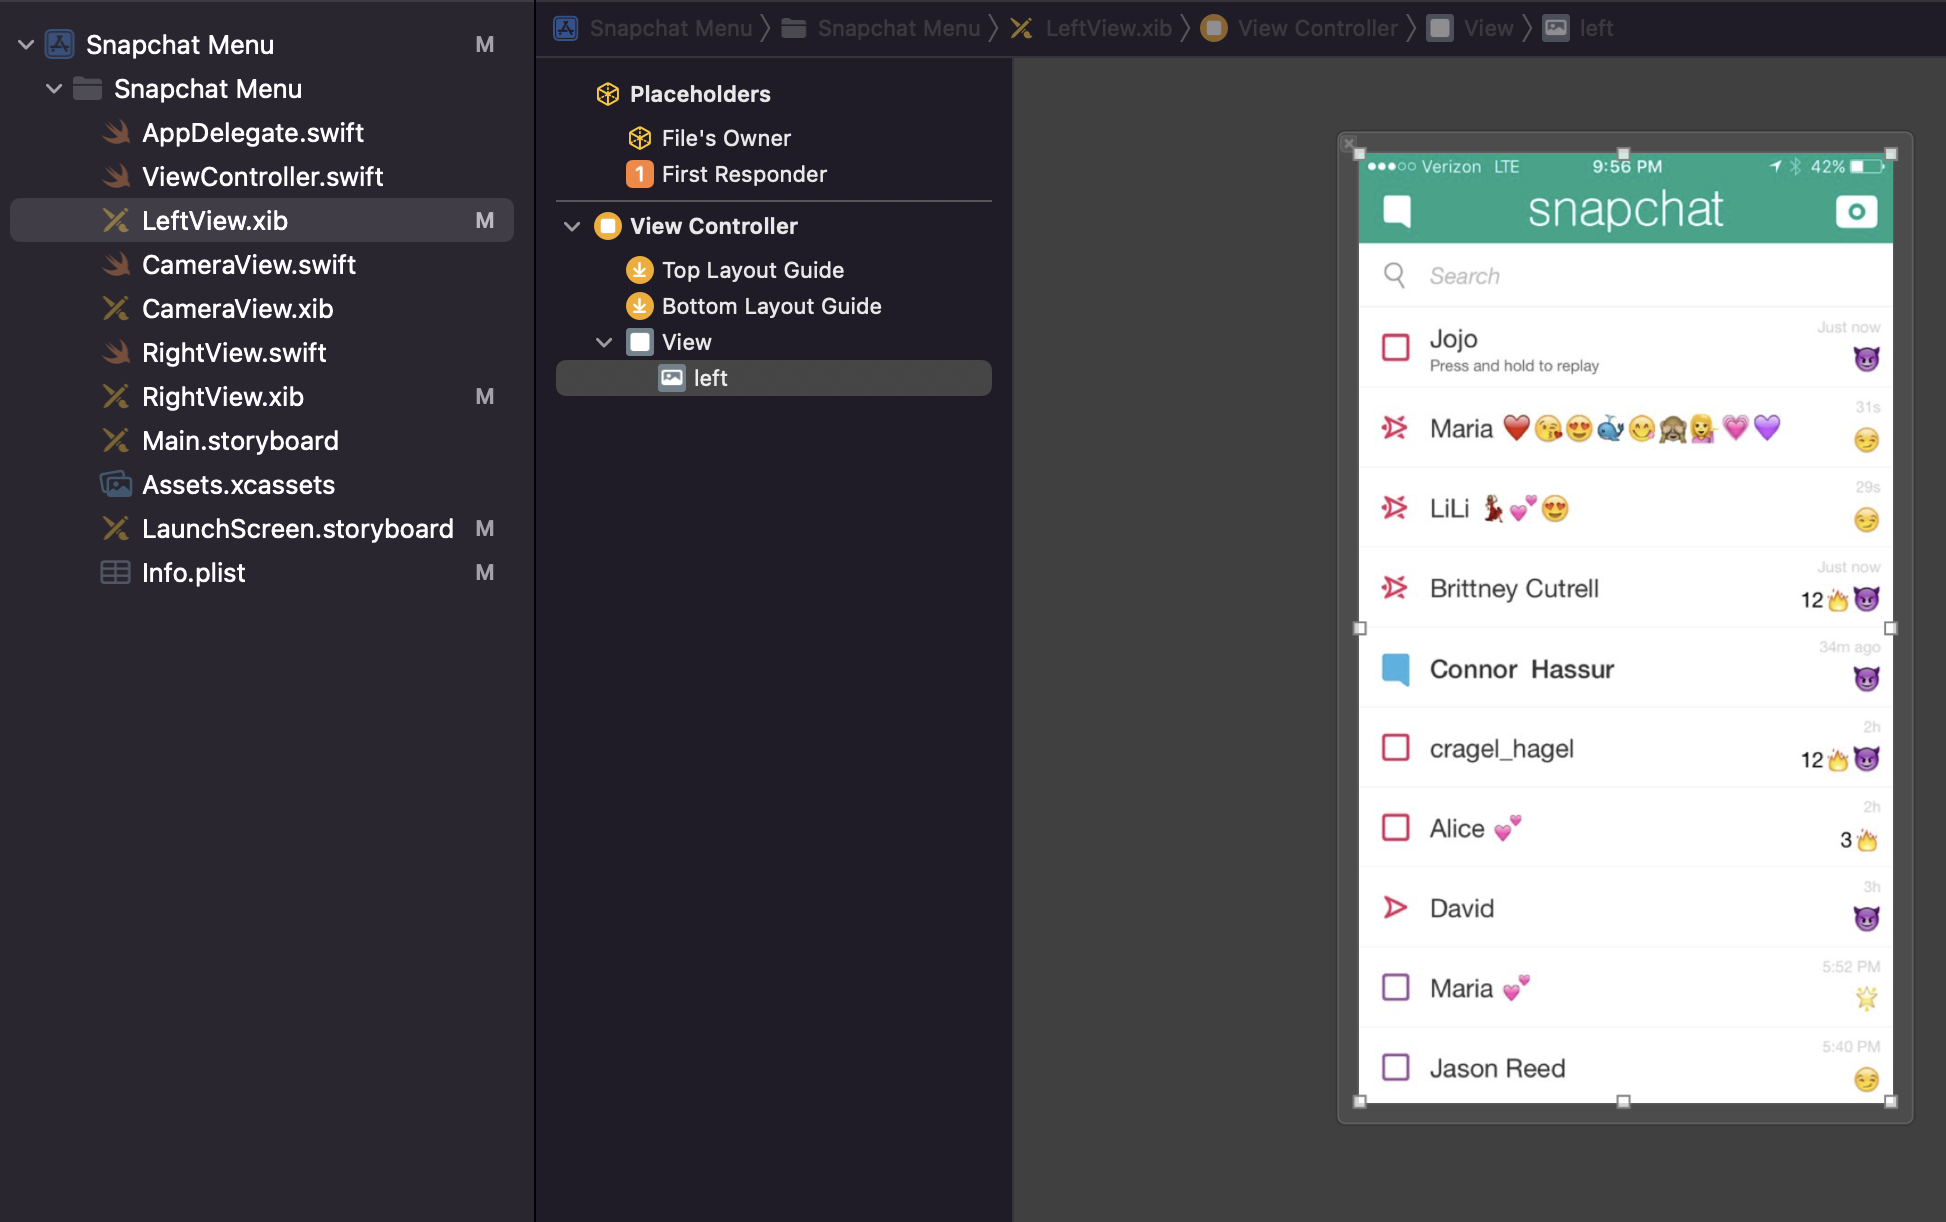 Snapchat Menu M
Snapchat Menu
AppDelegate.swift
ViewController.swift
LeftView.xib M
CameraView.swift
CameraView.xib
RightView.swift
RightView.xib M
Main.storyboard
Assets.xcassets
LaunchScreen.storyboard M
Info.plist M
Snapchat Menu Snapchat Menu LeftView.xib View Controller View left
Placeholders
File's Owner
1 First Responder
View Controller
Top Layout Guide
Bottom Layout Guide
View
left
Verizon LTE 9:56 PM 42%
snapchat
Search
Just now
Jojo
Press and hold to replay
31s
Maria ❤️😘😍🐳😋🙈💁💗💜
😏
29s
LiLi 💃💕😍
😏
Just now
Brittney Cutrell 12🔥😈
34m ago
Connor Hassur
😈
2h
cragel_hagel 12🔥😈
2h
Alice 💕 3🔥
3h
David
😈
5:52 PM
Maria 💕
🌟
5:40 PM
Jason Reed
😏